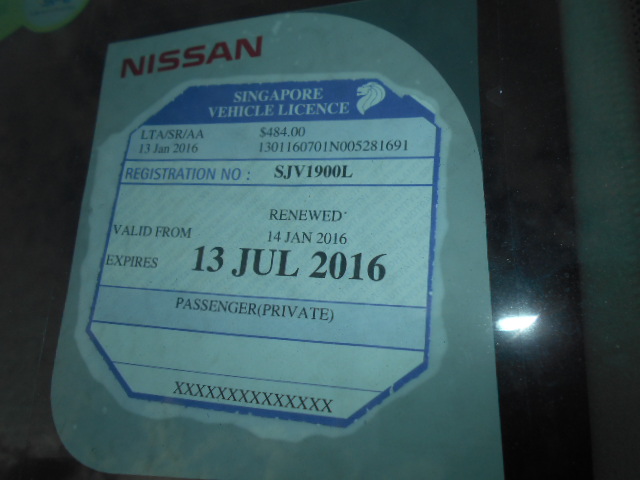 NISSAN
SINGAPORE
VEHICLE LICENCE
LTA/SR/AA $484.00
13 Jan 2016 1301160701N005281691
REGISTRATION NO : SJV1900L
RENEWED
VALID FROM 14 JAN 2016
EXPIRES 13 JUL 2016
PASSENGER(PRIVATE)
XXXXXXXXXXXXXX